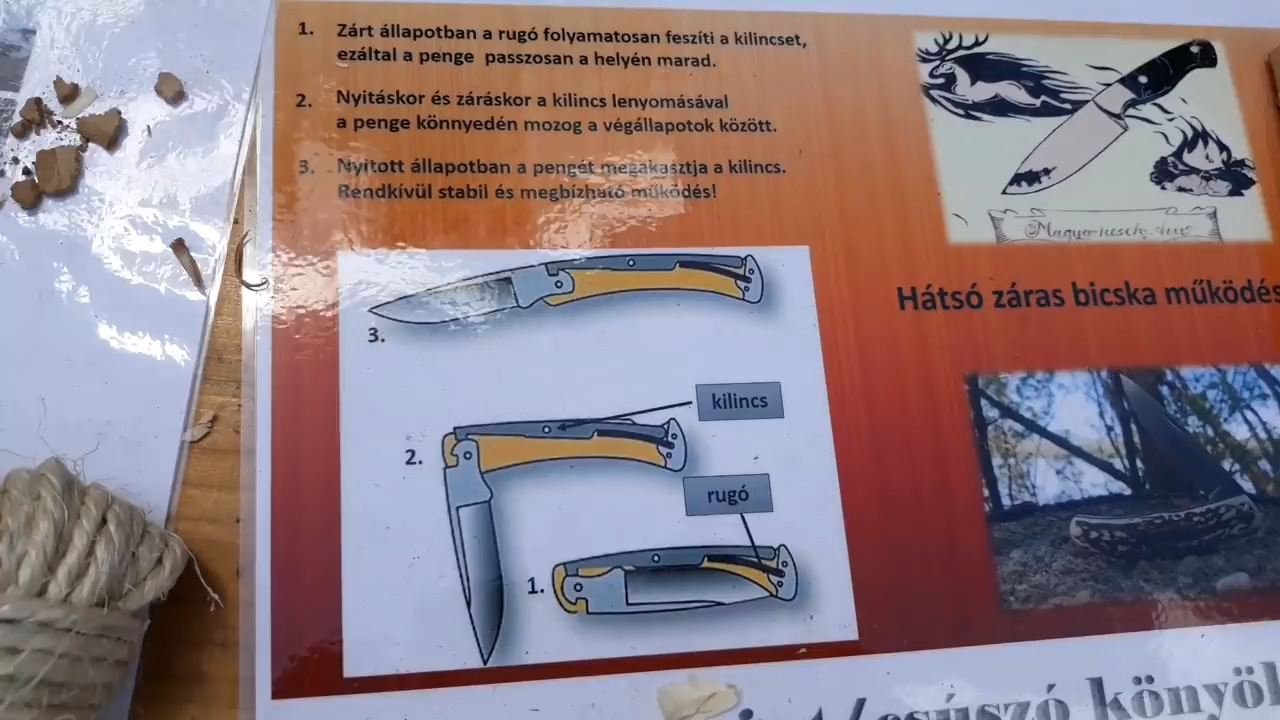 1. Zárt állapotban a rugó folyamatosan feszíti a kilincset,
ezáltal a penge passzosan a helyén marad.
2. Nyitáskor és záráskor a kilincs lenyomásával
a penge könnyedén mozog a végállapotok között.
3. Nyitott állapotban a pengét megakasztja a kilincs.
Rendkívül stabil és megbízható működés!
Hátsó záras bicska működés
3.
kilincs
2.
rugó
1.
csúszó könyök